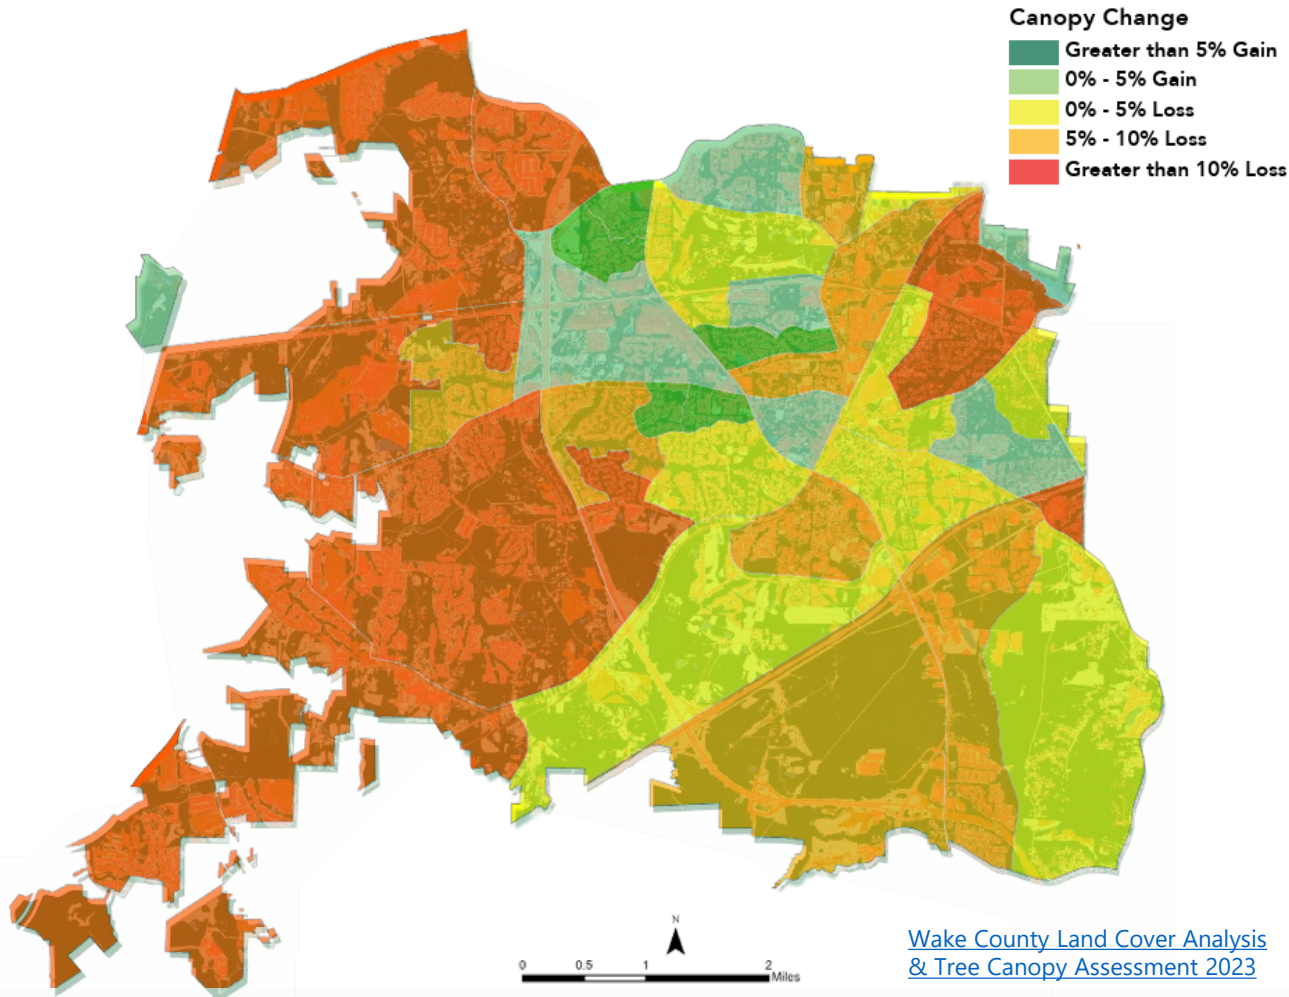 Canopy Change
Greater than 5% Gain
0% - 5% Gain
0% - 5% Loss
5% - 10% Loss
Greater than 10% Loss
N
0 0.5 1 2
Miles
Wake County Land Cover Analysis
& Tree Canopy Assessment 2023